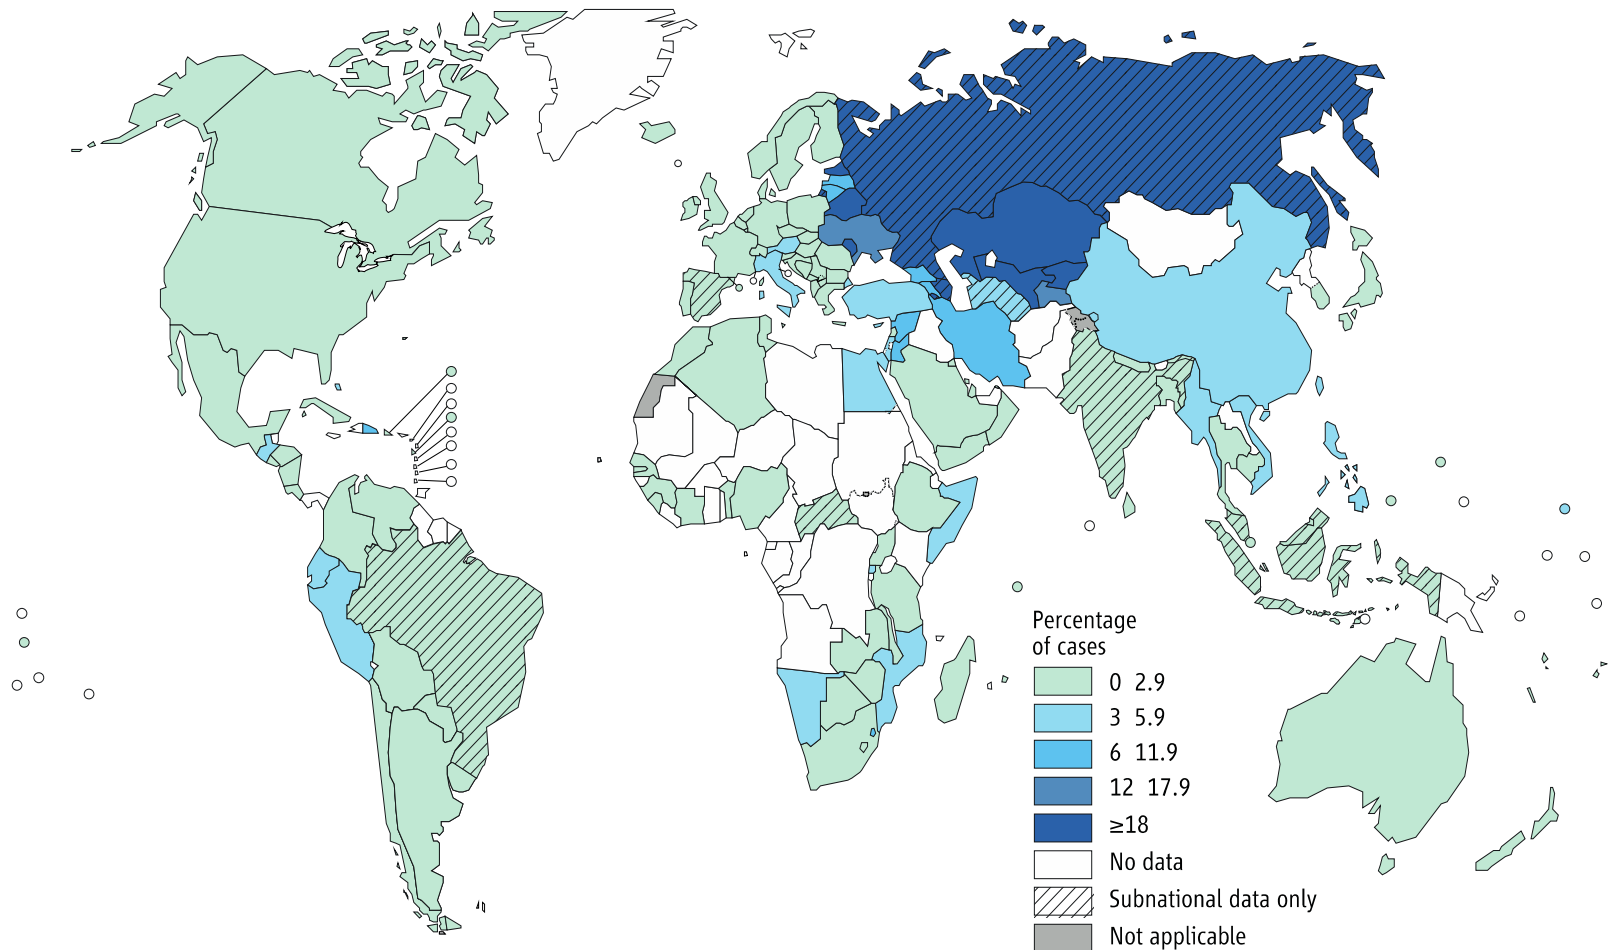 Percentage
of cases
0 2.9
3 5.9
6 11.9
12 17.9
≥18
No data
Subnational data only
Not applicable